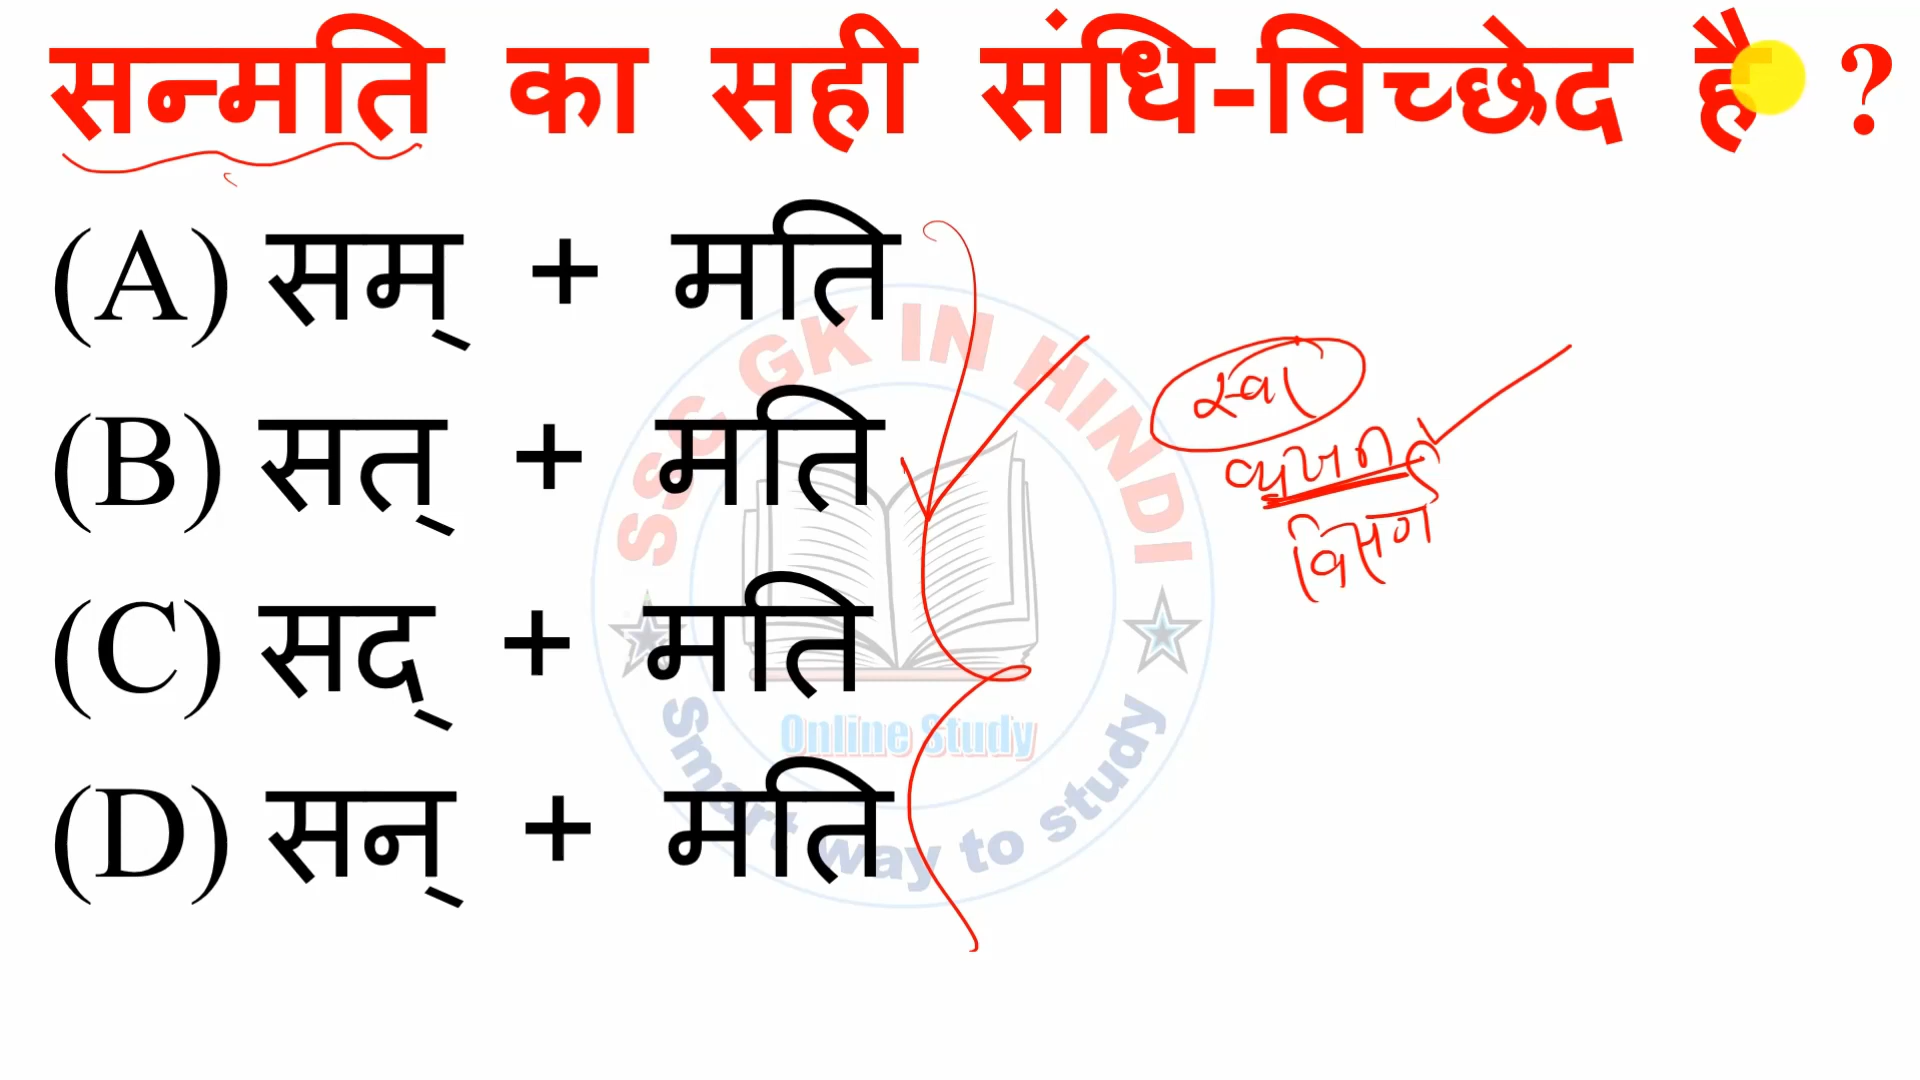 सन्मति का सही संधि-विच्छेद है ?
(A) सम् + मति
(B) सत् + मति
(C) सद् + मति
(D) सन् + मति
स्वर
व्यंजन
विसर्ग
SSC GK IN HINDI
Online Study
Smart way to study